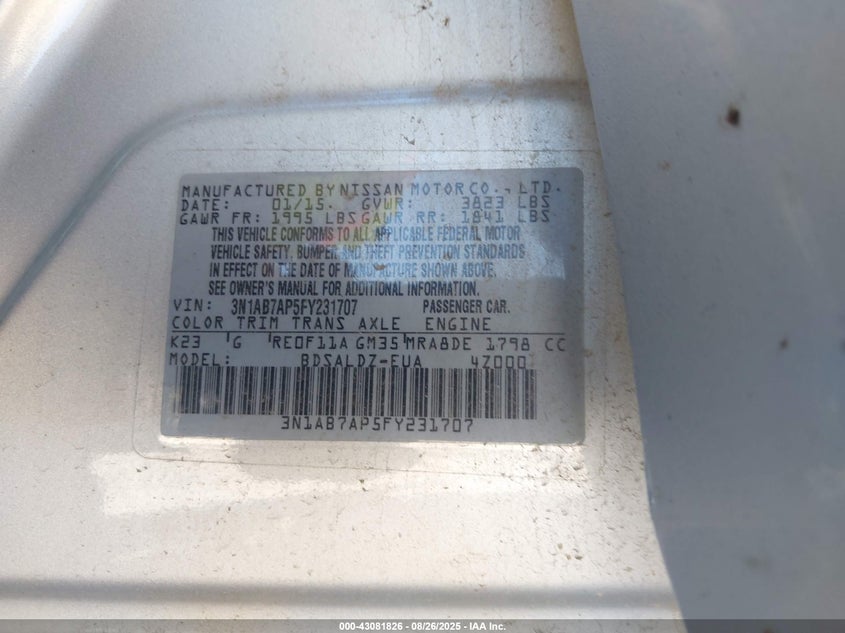 MANUFACTURED BY NISSAN MOTOR CO., LTD.
DATE: 01/15. GVWR: 3823 LBS
GAWR FR: 1995 LBS GAWR RR: 1841 LBS
THIS VEHICLE CONFORMS TO ALL APPLICABLE FEDERAL MOTOR
VEHICLE SAFETY, BUMPER AND THEFT PREVENTION STANDARDS
IN EFFECT ON THE DATE OF MANUFACTURE SHOWN ABOVE.
SEE OWNER'S MANUAL FOR ADDITIONAL INFORMATION.
VIN: 3N1AB7AP5FY231707 PASSENGER CAR.
COLOR TRIM TRANS AXLE ENGINE
K23 G RE0F11A GM35 MRA8DE 1798 CC
MODEL: BDSALDZ-EUA 4Z000
3N1AB7AP5FY231707
000-43081826 - 08/26/2025 - IAA Inc.